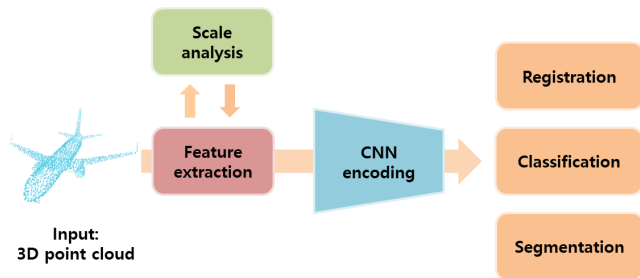 Scale
analysis
Feature
extraction
Input:
3D point cloud
CNN
encoding
Registration
Classification
Segmentation